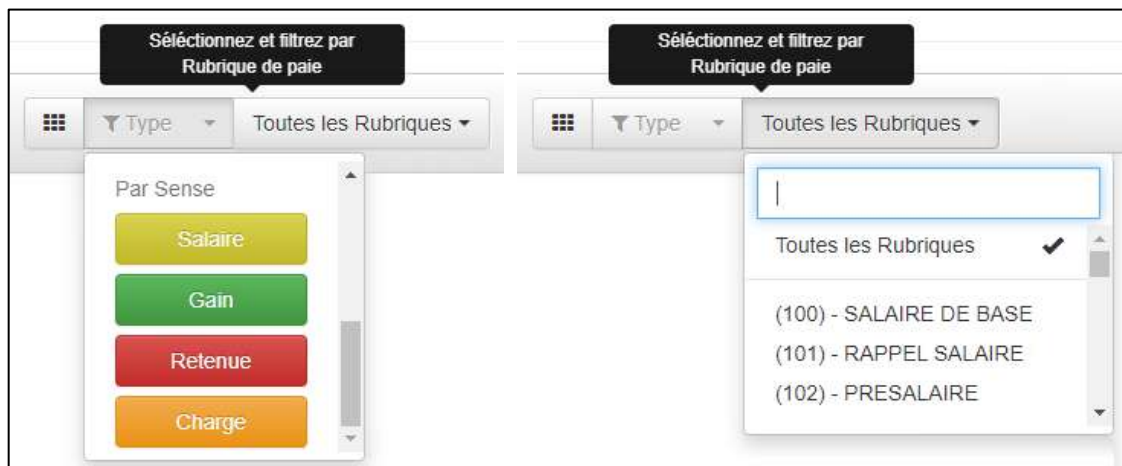 Séléctionnez et filtrez par
Rubrique de paie
Type
Toutes les Rubriques
Par Sense
Salaire
Gain
Retenue
Charge
Séléctionnez et filtrez par
Rubrique de paie
Type
Toutes les Rubriques
Toutes les Rubriques
(100) - SALAIRE DE BASE
(101) - RAPPEL SALAIRE
(102) - PRESALAIRE